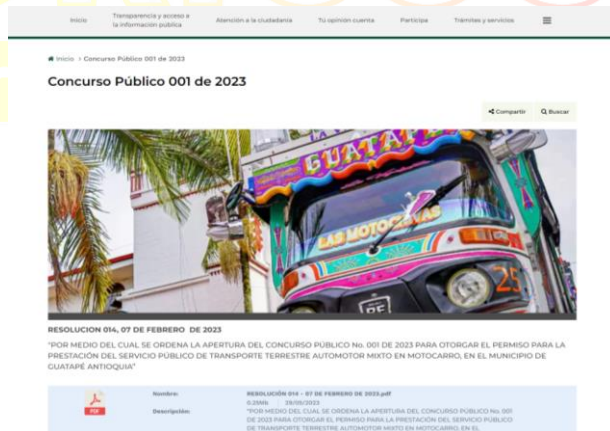 Inicio
Transparencia y acceso a
la información pública
Atención a la ciudadanía
Tú opinión cuenta
Participa
Trámites y servicios
Inicio > Concurso Público 001 de 2023
Concurso Público 001 de 2023
Compartir
Buscar
GUATAPE
LAS MOTOCHIVAS
25
RESOLUCION 014, 07 DE FEBRERO DE 2023
"POR MEDIO DEL CUAL SE ORDENA LA APERTURA DEL CONCURSO PÚBLICO No. 001 DE 2023 PARA OTORGAR EL PERMISO PARA LA
PRESTACIÓN DEL SERVICIO PÚBLICO DE TRANSPORTE TERRESTRE AUTOMOTOR MIXTO EN MOTOCARRO, EN EL MUNICIPIO DE
GUATAPÉ ANTIOQUIA"
PDF
Nombre:
RESOLUCIÓN 014 - 07 DE FEBRERO DE 2023.pdf
Descripción:
"POR MEDIO DEL CUAL SE ORDENA LA APERTURA DEL CONCURSO PÚBLICO No. 001
DE 2023 PARA OTORGAR EL PERMISO PARA LA PRESTACIÓN DEL SERVICIO PÚBLICO
DE TRANSPORTE TERRESTRE AUTOMOTOR MIXTO EN MOTOCARRO, EN EL